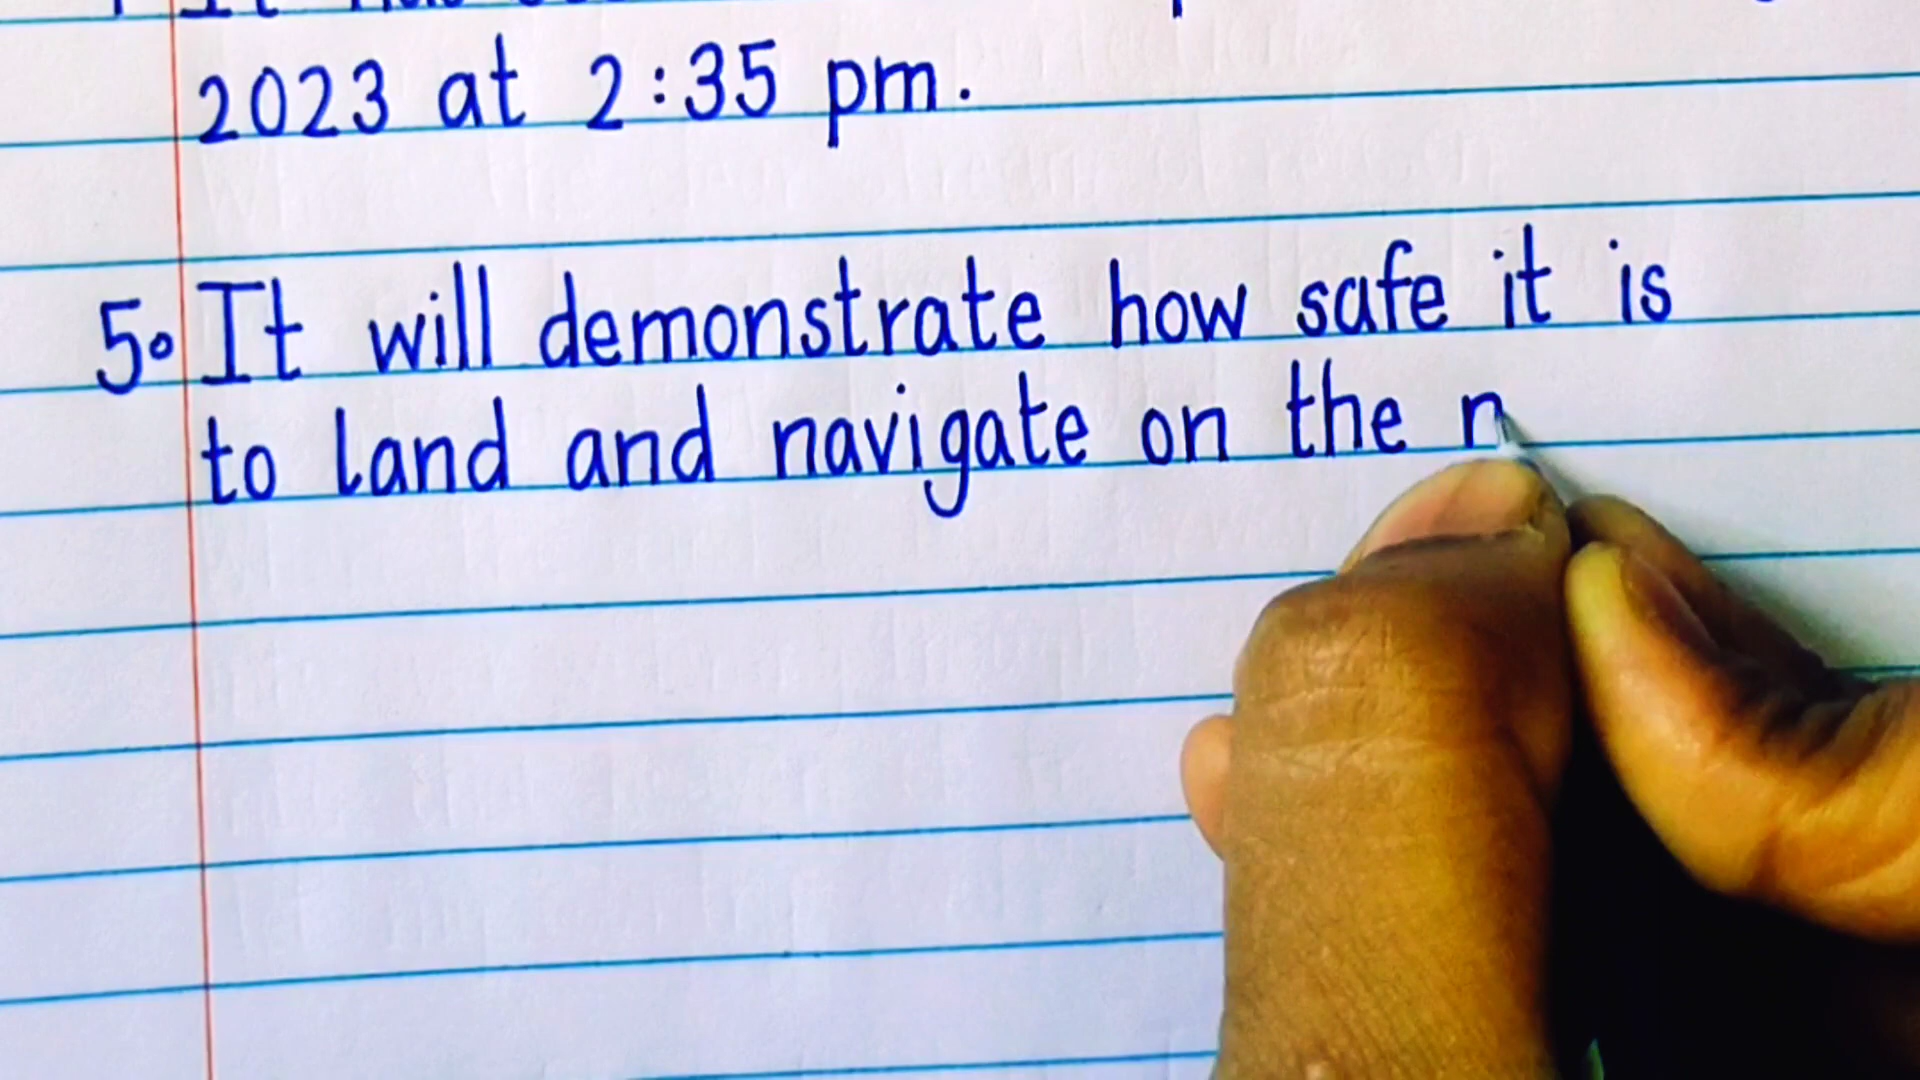 It
2023 at 2:35 pm.
5. It will demonstrate how safe it is
to land and navigate on the